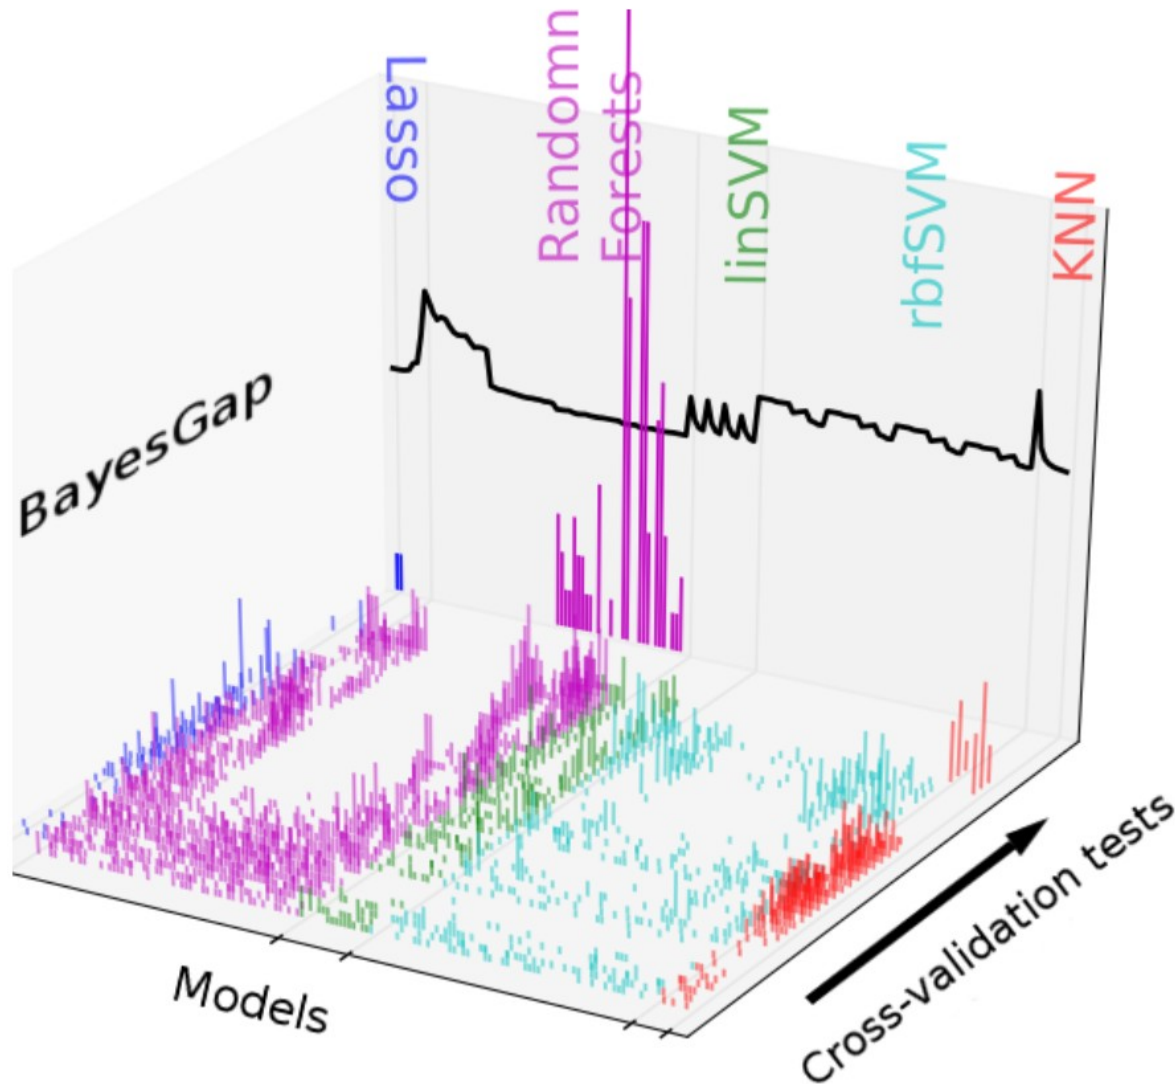 Lasso
Randomn
Forests
linSVM
rbfSVM
KNN
BayesGap
Models
Cross-validation tests